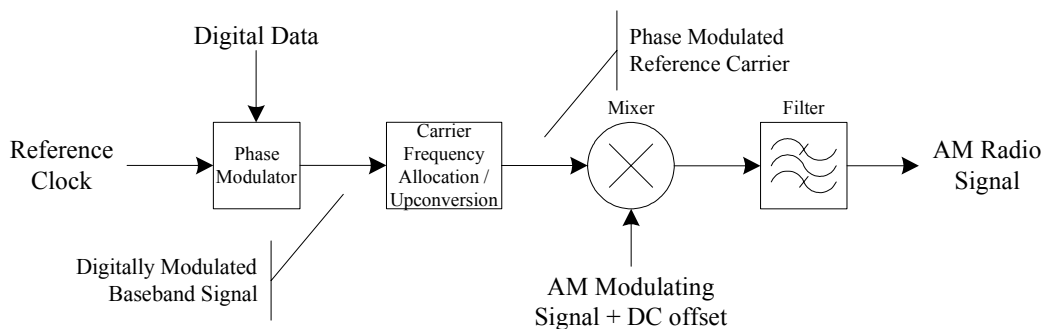 Digital Data
Phase Modulated
Reference Carrier
Mixer
Filter
Reference
Clock
Phase
Modulator
Carrier
Frequency
Allocation /
Upconversion
AM Radio
Signal
Digitally Modulated
Baseband Signal
AM Modulating
Signal + DC offset